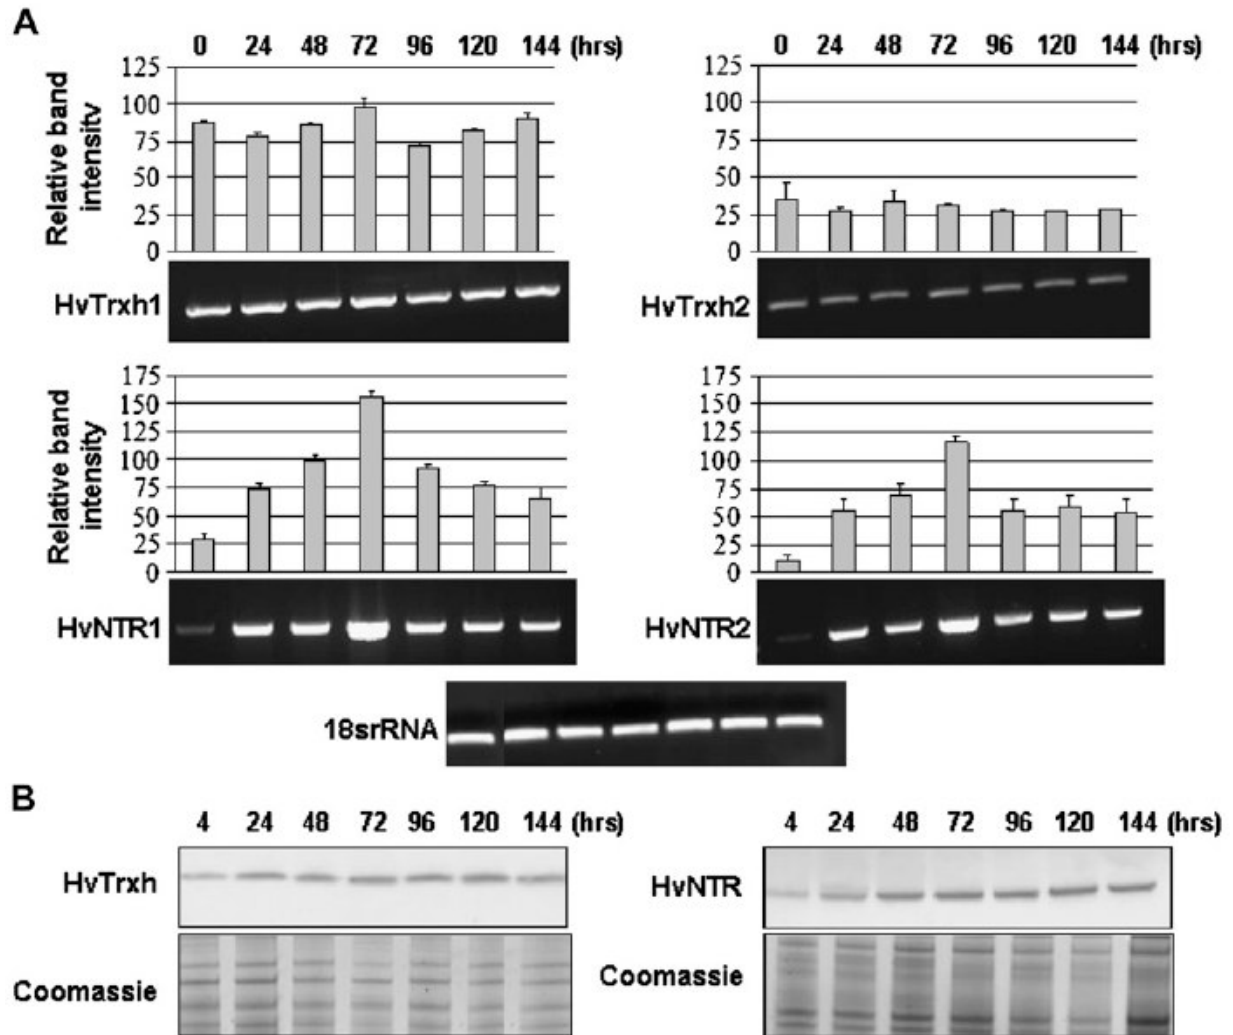 A
0 24 48 72 96 120 144 (hrs)
0 24 48 72 96 120 144 (hrs)
Relative band
intensity
125
100
75
50
25
0
125
100
75
50
25
0
HvTrxh1
HvTrxh2
Relative band
intensity
175
150
125
100
75
50
25
0
175
150
125
100
75
50
25
0
HvNTR1
HvNTR2
18srRNA
B
4 24 48 72 96 120 144 (hrs)
4 24 48 72 96 120 144 (hrs)
HvTrxh
HvNTR
Coomassie
Coomassie